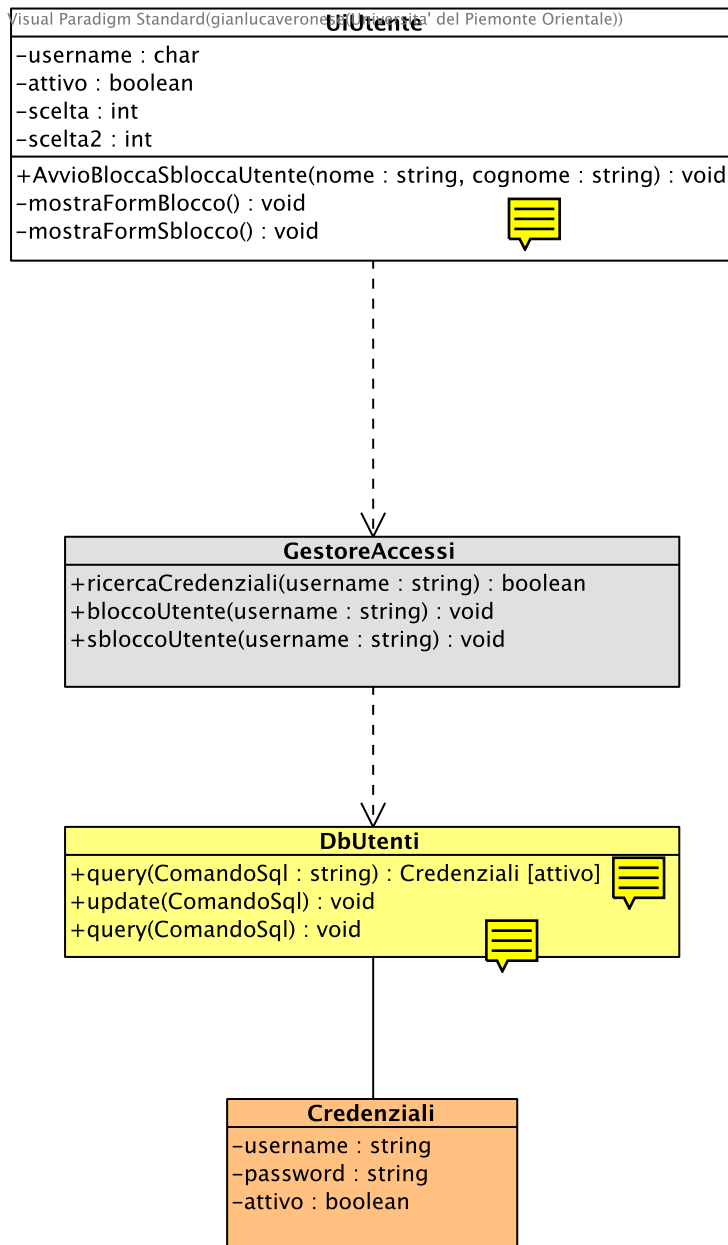 Visual Paradigm Standard(gianlucaveronese(Universita' del Piemonte Orientale))
UiUtente
-username : char
-attivo : boolean
-scelta : int
-scelta2 : int
+AvvioBloccaSbloccaUtente(nome : string, cognome : string) : void
-mostraFormBlocco() : void
-mostraFormSblocco() : void
GestoreAccessi
+ricercaCredenziali(username : string) : boolean
+bloccoUtente(username : string) : void
+sbloccoUtente(username : string) : void
DbUtenti
+query(ComandoSql : string) : Credenziali [attivo]
+update(ComandoSql) : void
+query(ComandoSql) : void
Credenziali
-username : string
-password : string
-attivo : boolean